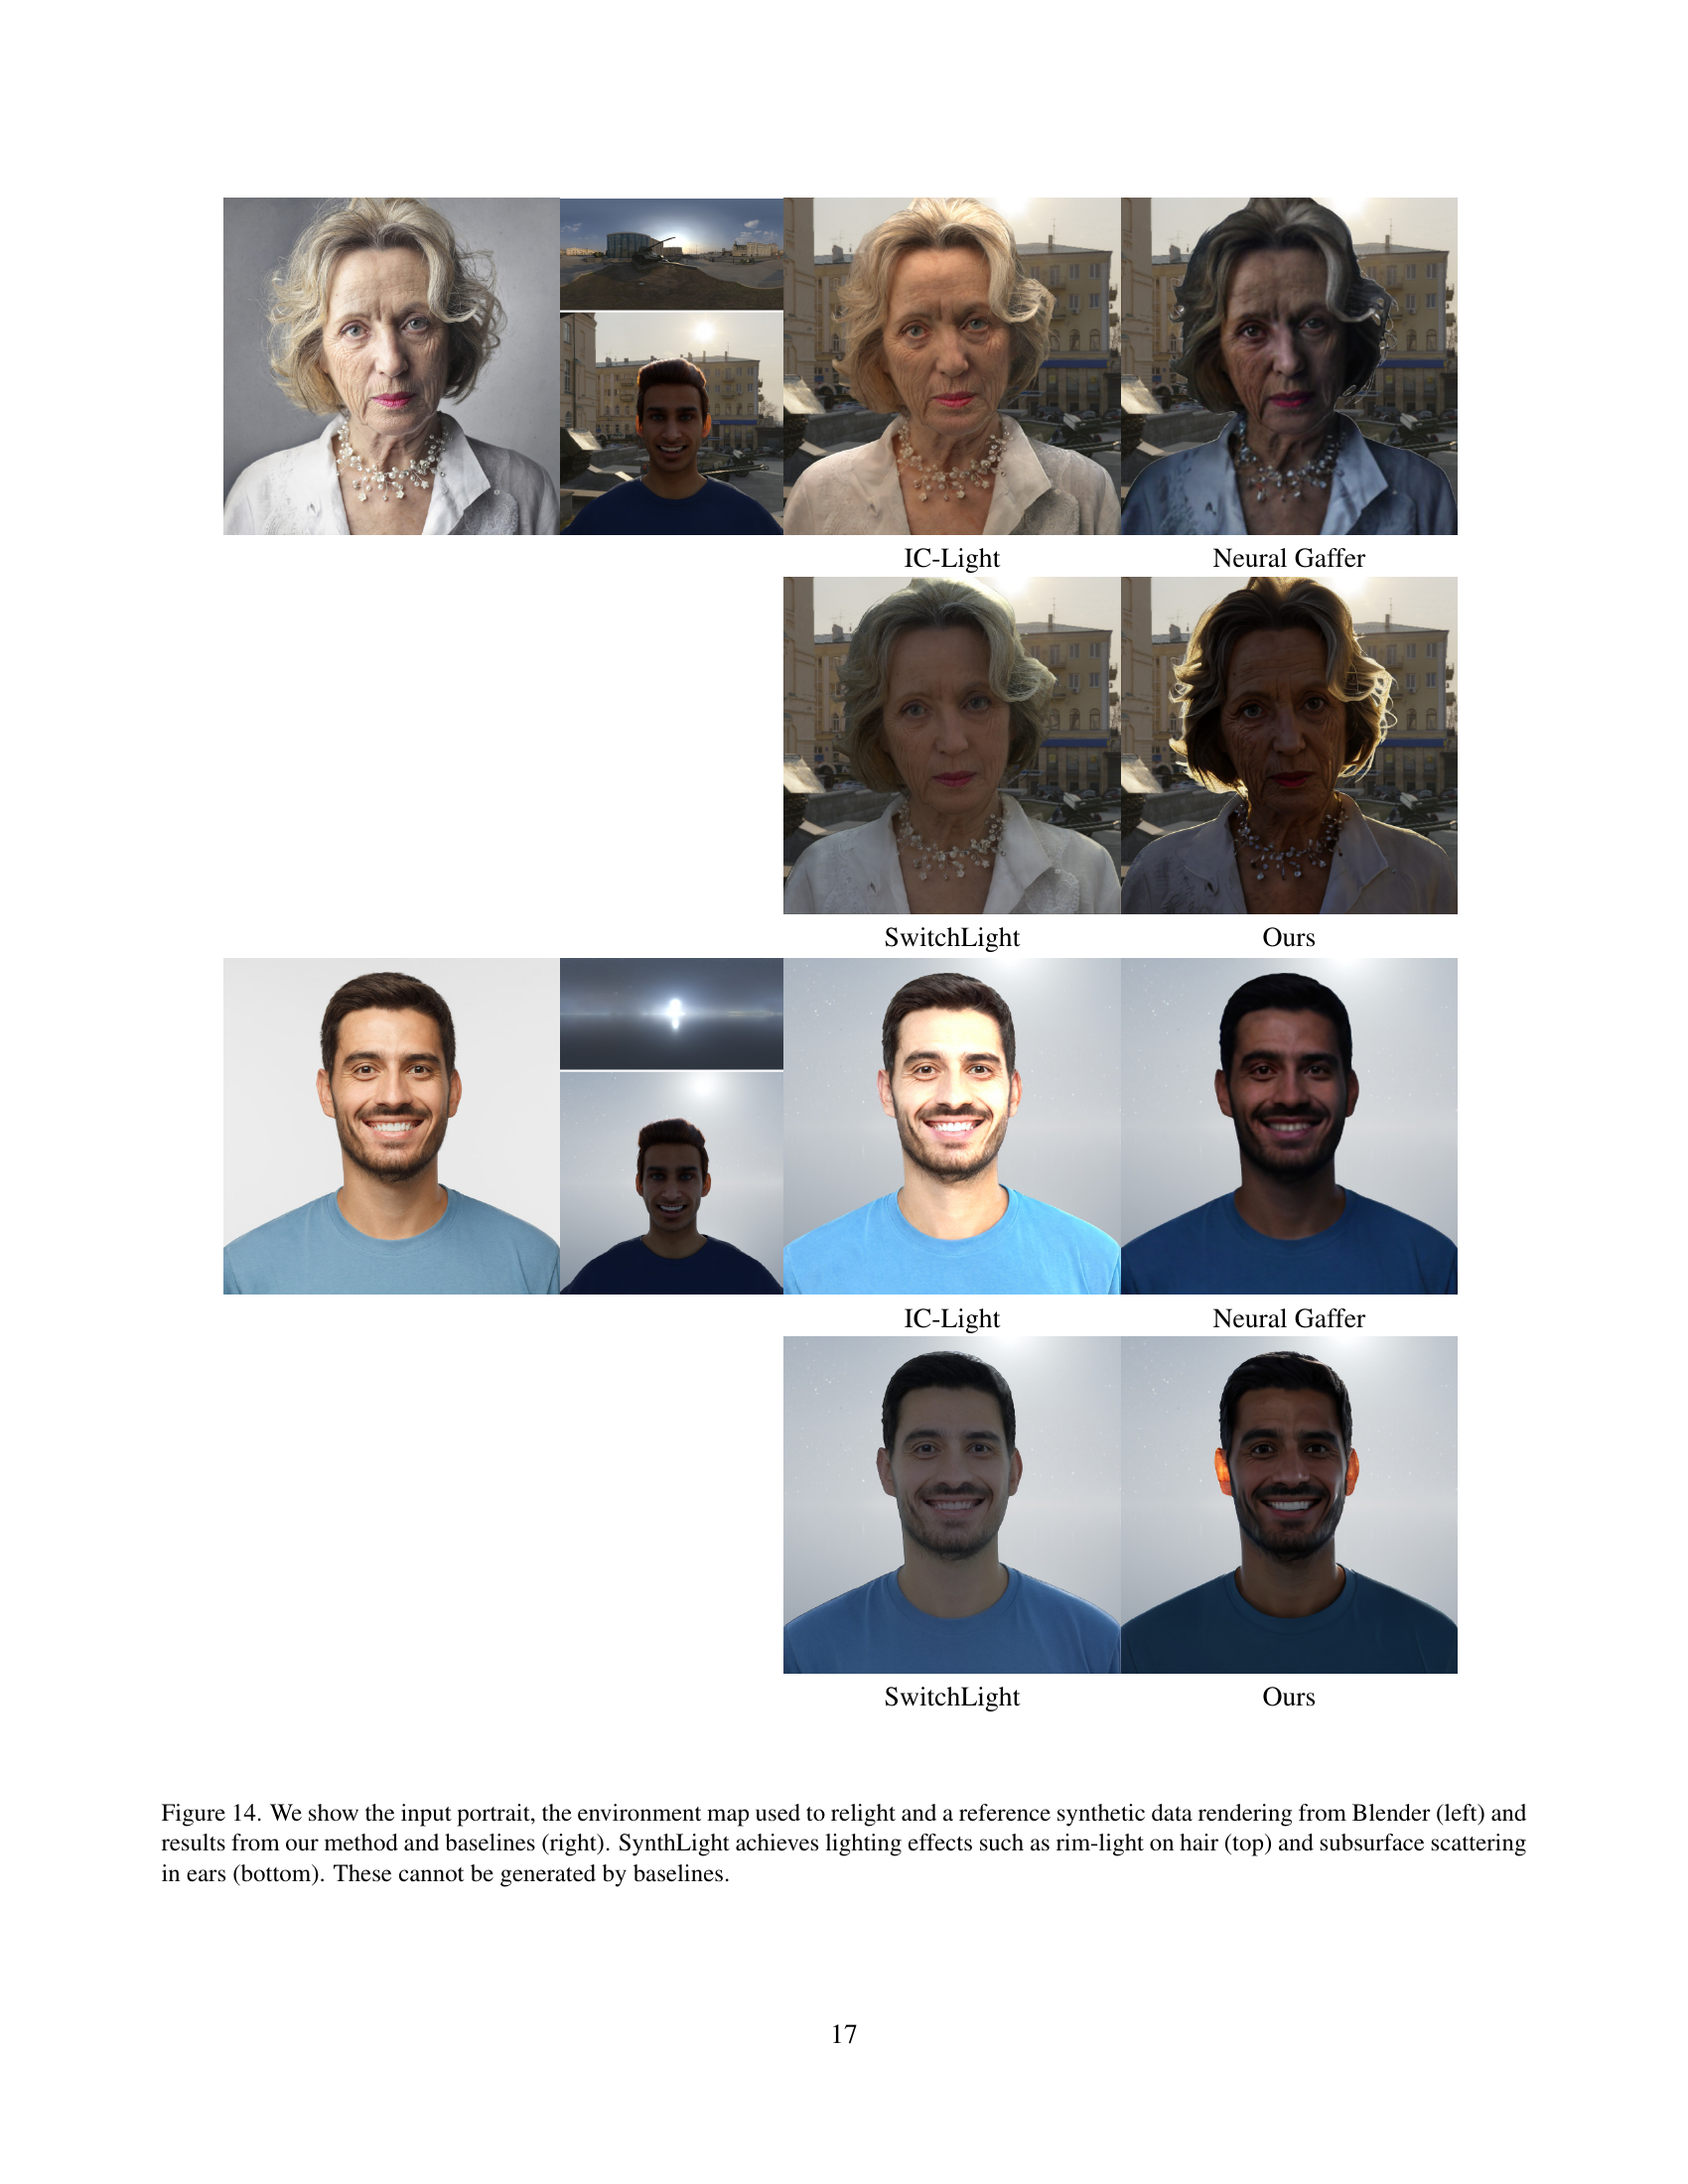 IC-Light
Neural Gaffer
SwitchLight
Ours
IC-Light
Neural Gaffer
SwitchLight
Ours
Figure 14. We show the input portrait, the environment map used to relight and a reference synthetic data rendering from Blender (left) and
results from our method and baselines (right). SynthLight achieves lighting effects such as rim-light on hair (top) and subsurface scattering
in ears (bottom). These cannot be generated by baselines.
17